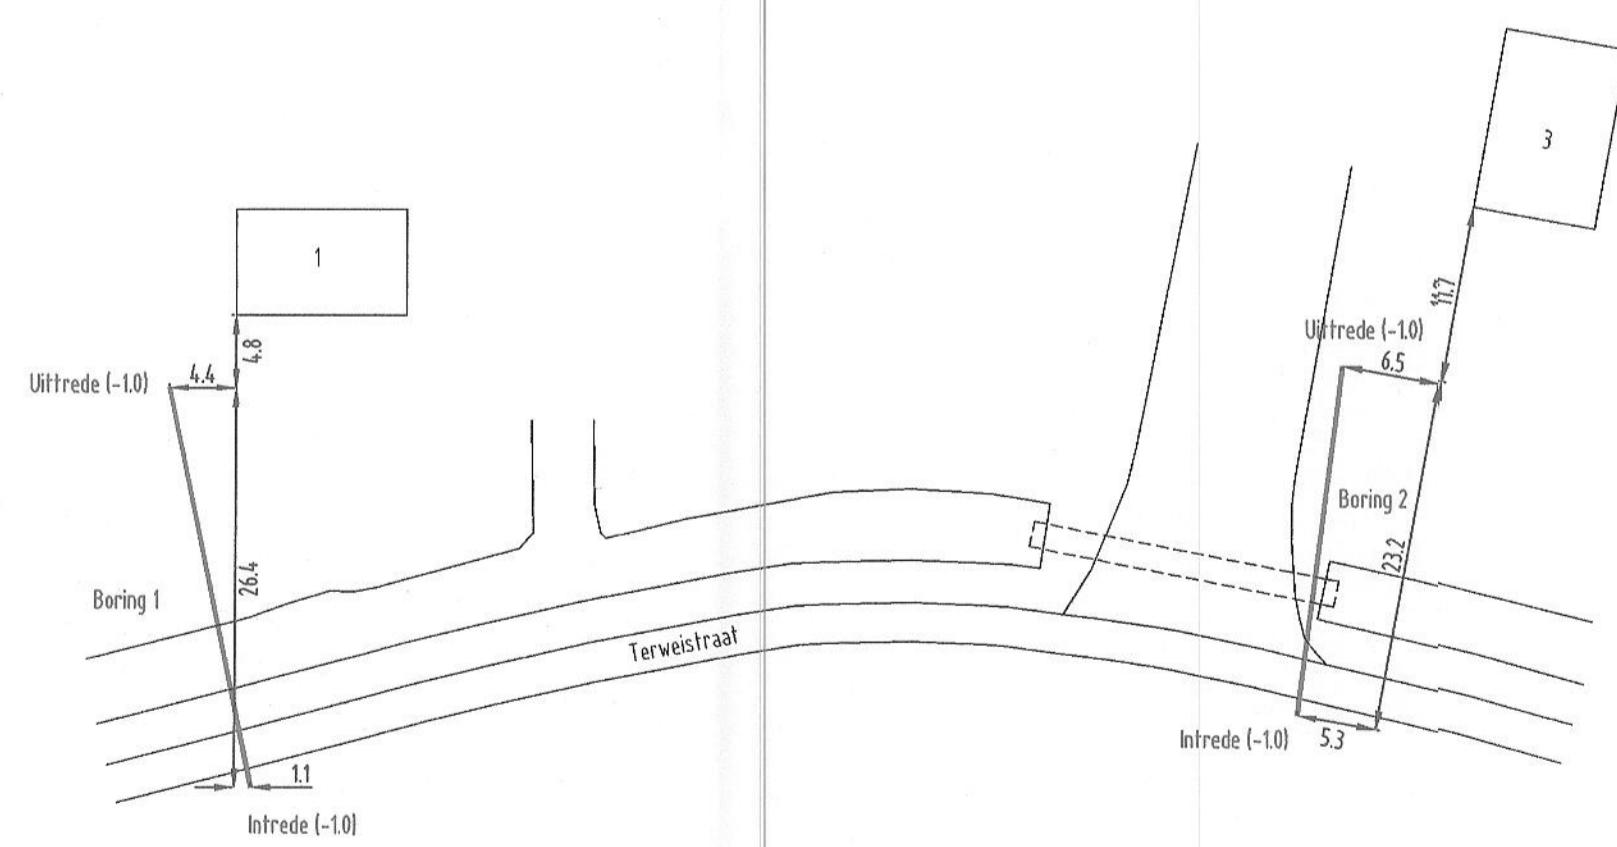 3
1
11.7
Uittrede (-1.0)
6.5
4.8
Uittrede (-1.0)
4.4
Boring 2
23.2
26.4
Boring 1
Terweistraat
Intrede (-1.0)
5.3
1.1
Intrede (-1.0)